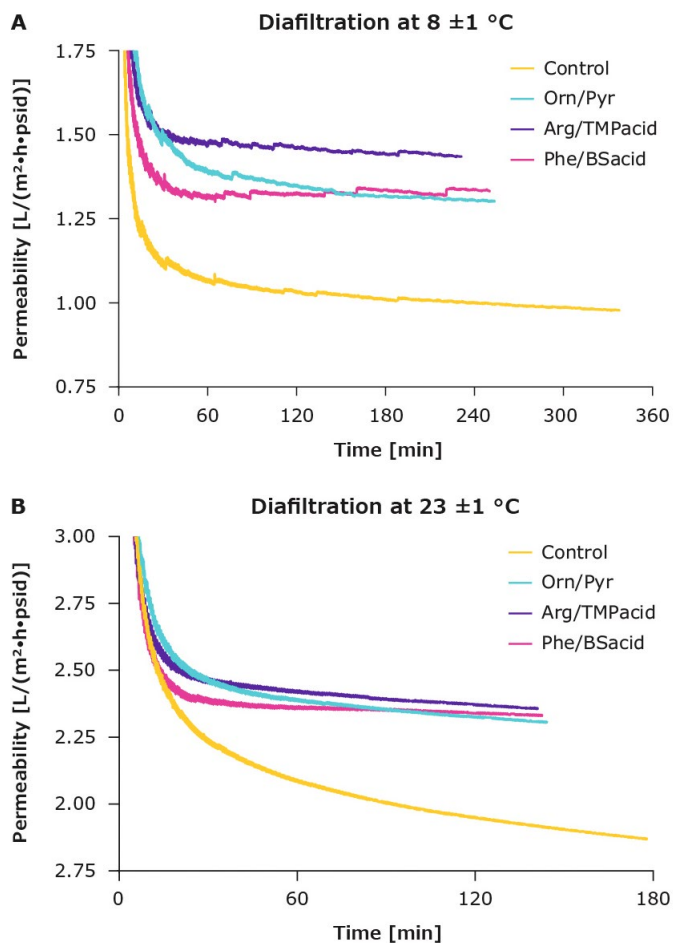 A
Diafiltration at 8 ±1 °C
Permeability [L/(m²•h•psid)]
1.75
1.50
1.25
1.00
0.75
Control
Orn/Pyr
Arg/TMPacid
Phe/BSacid
0 60 120 180 240 300 360
Time [min]
B
Diafiltration at 23 ±1 °C
Permeability [L/(m²•h•psid)]
3.00
2.75
2.50
2.25
2.00
2.75
Control
Orn/Pyr
Arg/TMPacid
Phe/BSacid
0 60 120 180
Time [min]